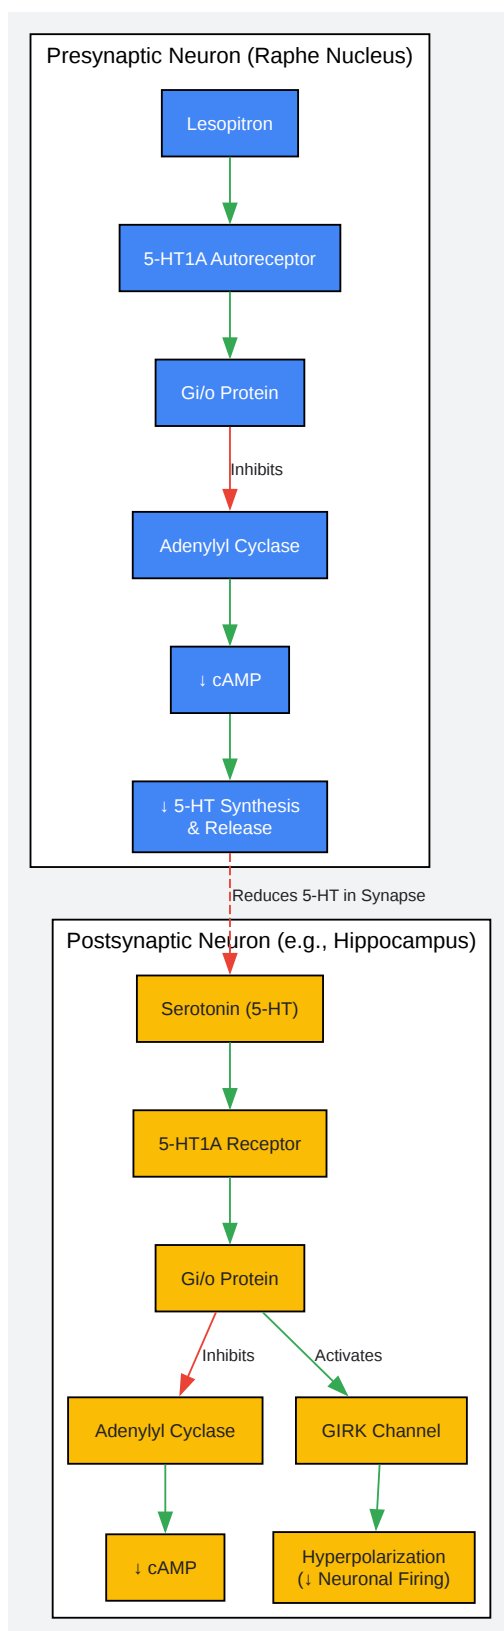 Presynaptic Neuron (Raphe Nucleus)
Lesopitron
5-HT1A Autoreceptor
Gi/o Protein
Inhibits
Adenylyl Cyclase
↓ cAMP
↓ 5-HT Synthesis
& Release
Reduces 5-HT in Synapse
Postsynaptic Neuron (e.g., Hippocampus)
Serotonin (5-HT)
5-HT1A Receptor
Gi/o Protein
Inhibits
Activates
Adenylyl Cyclase
GIRK Channel
↓ cAMP
Hyperpolarization
(↓ Neuronal Firing)